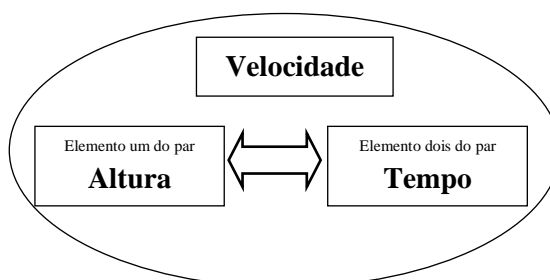 Velocidade
Elemento um do par
Altura
Elemento dois do par
Tempo